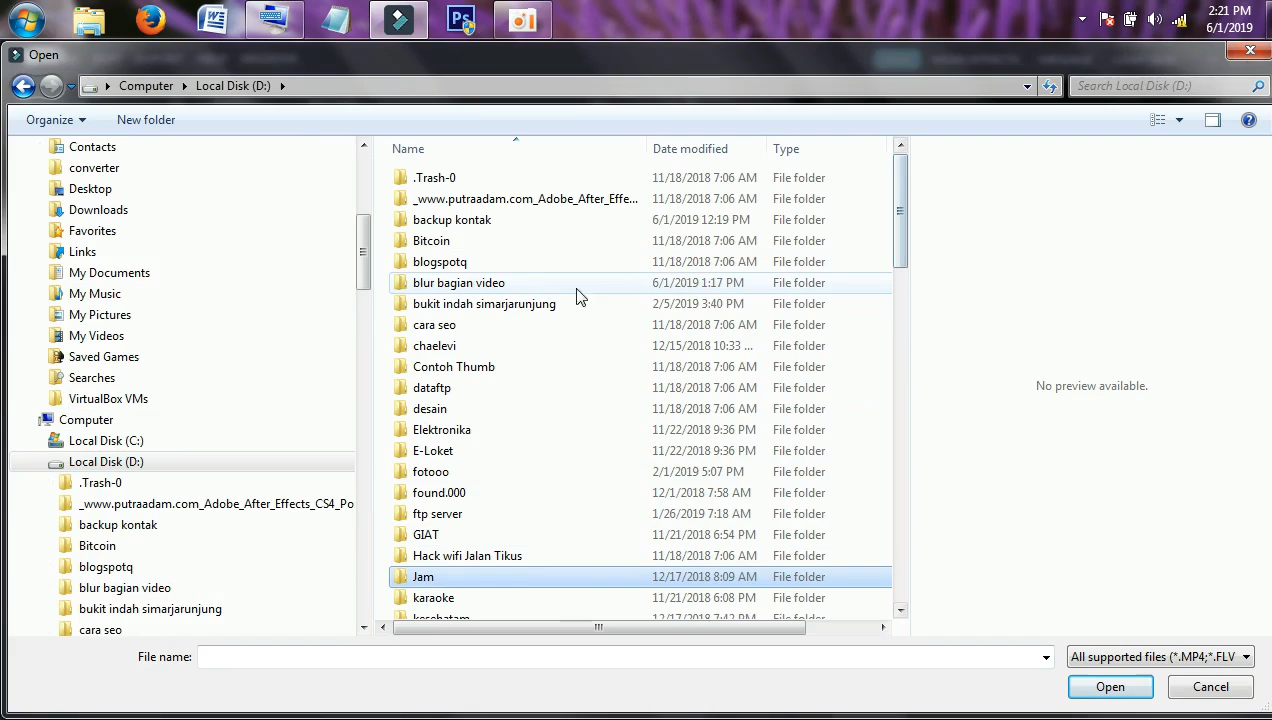 Ps
2:21 PM
6/1/2019
Open
Computer Local Disk (D:)
Search Local Disk (D:)
Organize New folder
Contacts
converter
Desktop
Downloads
Favorites
Links
My Documents
My Music
My Pictures
My Videos
Saved Games
Searches
VirtualBox VMs
Computer
Local Disk (C:)
Local Disk (D:)
.Trash-0
_www.putraadam.com_Adobe_After_Effects_CS4_Po
backup kontak
Bitcoin
blogspotq
blur bagian video
bukit indah simarjarunjung
cara seo
Name Date modified Type
.Trash-0 11/18/2018 7:06 AM File folder
_www.putraadam.com_Adobe_After_Effe... 11/18/2018 7:06 AM File folder
backup kontak 6/1/2019 12:19 PM File folder
Bitcoin 11/18/2018 7:06 AM File folder
blogspotq 11/18/2018 7:06 AM File folder
blur bagian video 6/1/2019 1:17 PM File folder
bukit indah simarjarunjung 2/5/2019 3:40 PM File folder
cara seo 11/18/2018 7:06 AM File folder
chaelevi 12/15/2018 10:33 ... File folder
Contoh Thumb 11/18/2018 7:06 AM File folder
dataftp 11/18/2018 7:06 AM File folder
desain 11/18/2018 7:06 AM File folder
Elektronika 11/22/2018 9:36 PM File folder
E-Loket 11/22/2018 9:36 PM File folder
fotooo 2/1/2019 5:07 PM File folder
found.000 12/1/2018 7:58 AM File folder
ftp server 1/26/2019 7:18 AM File folder
GIAT 11/21/2018 6:54 PM File folder
Hack wifi Jalan Tikus 11/18/2018 7:06 AM File folder
Jam 12/17/2018 8:09 AM File folder
karaoke 11/21/2018 6:08 PM File folder
kesehatam 12/17/2018 7:42 PM File folder
No preview available.
File name:
All supported files (*.MP4;*.FLV
Open Cancel